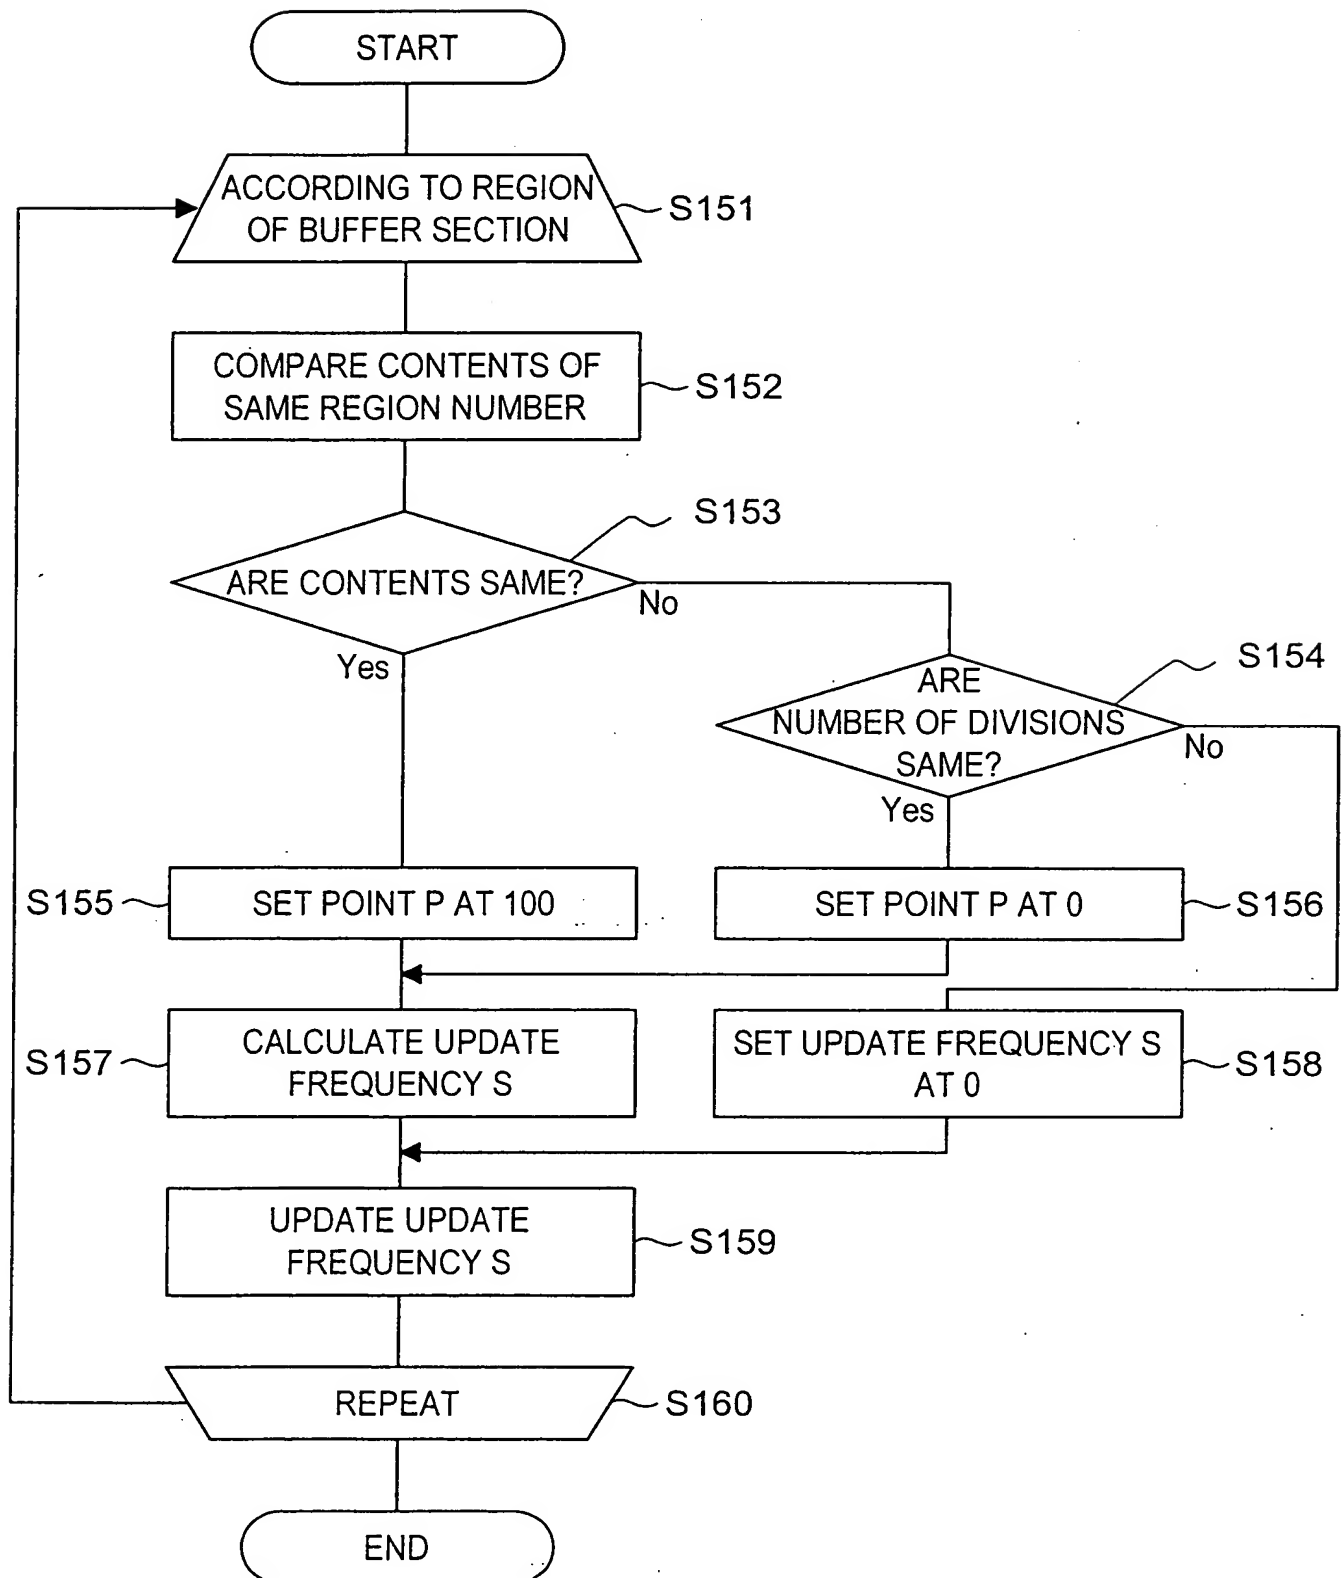 START
ACCORDING TO REGION
OF BUFFER SECTION
S151
COMPARE CONTENTS OF
SAME REGION NUMBER
S152
S153
ARE CONTENTS SAME?
No
Yes
S154
ARE
NUMBER OF DIVISIONS
SAME?
No
Yes
S155
SET POINT P AT 100
SET POINT P AT 0
S156
S157
CALCULATE UPDATE
FREQUENCY S
SET UPDATE FREQUENCY S
AT 0
S158
UPDATE UPDATE
FREQUENCY S
S159
REPEAT
S160
END